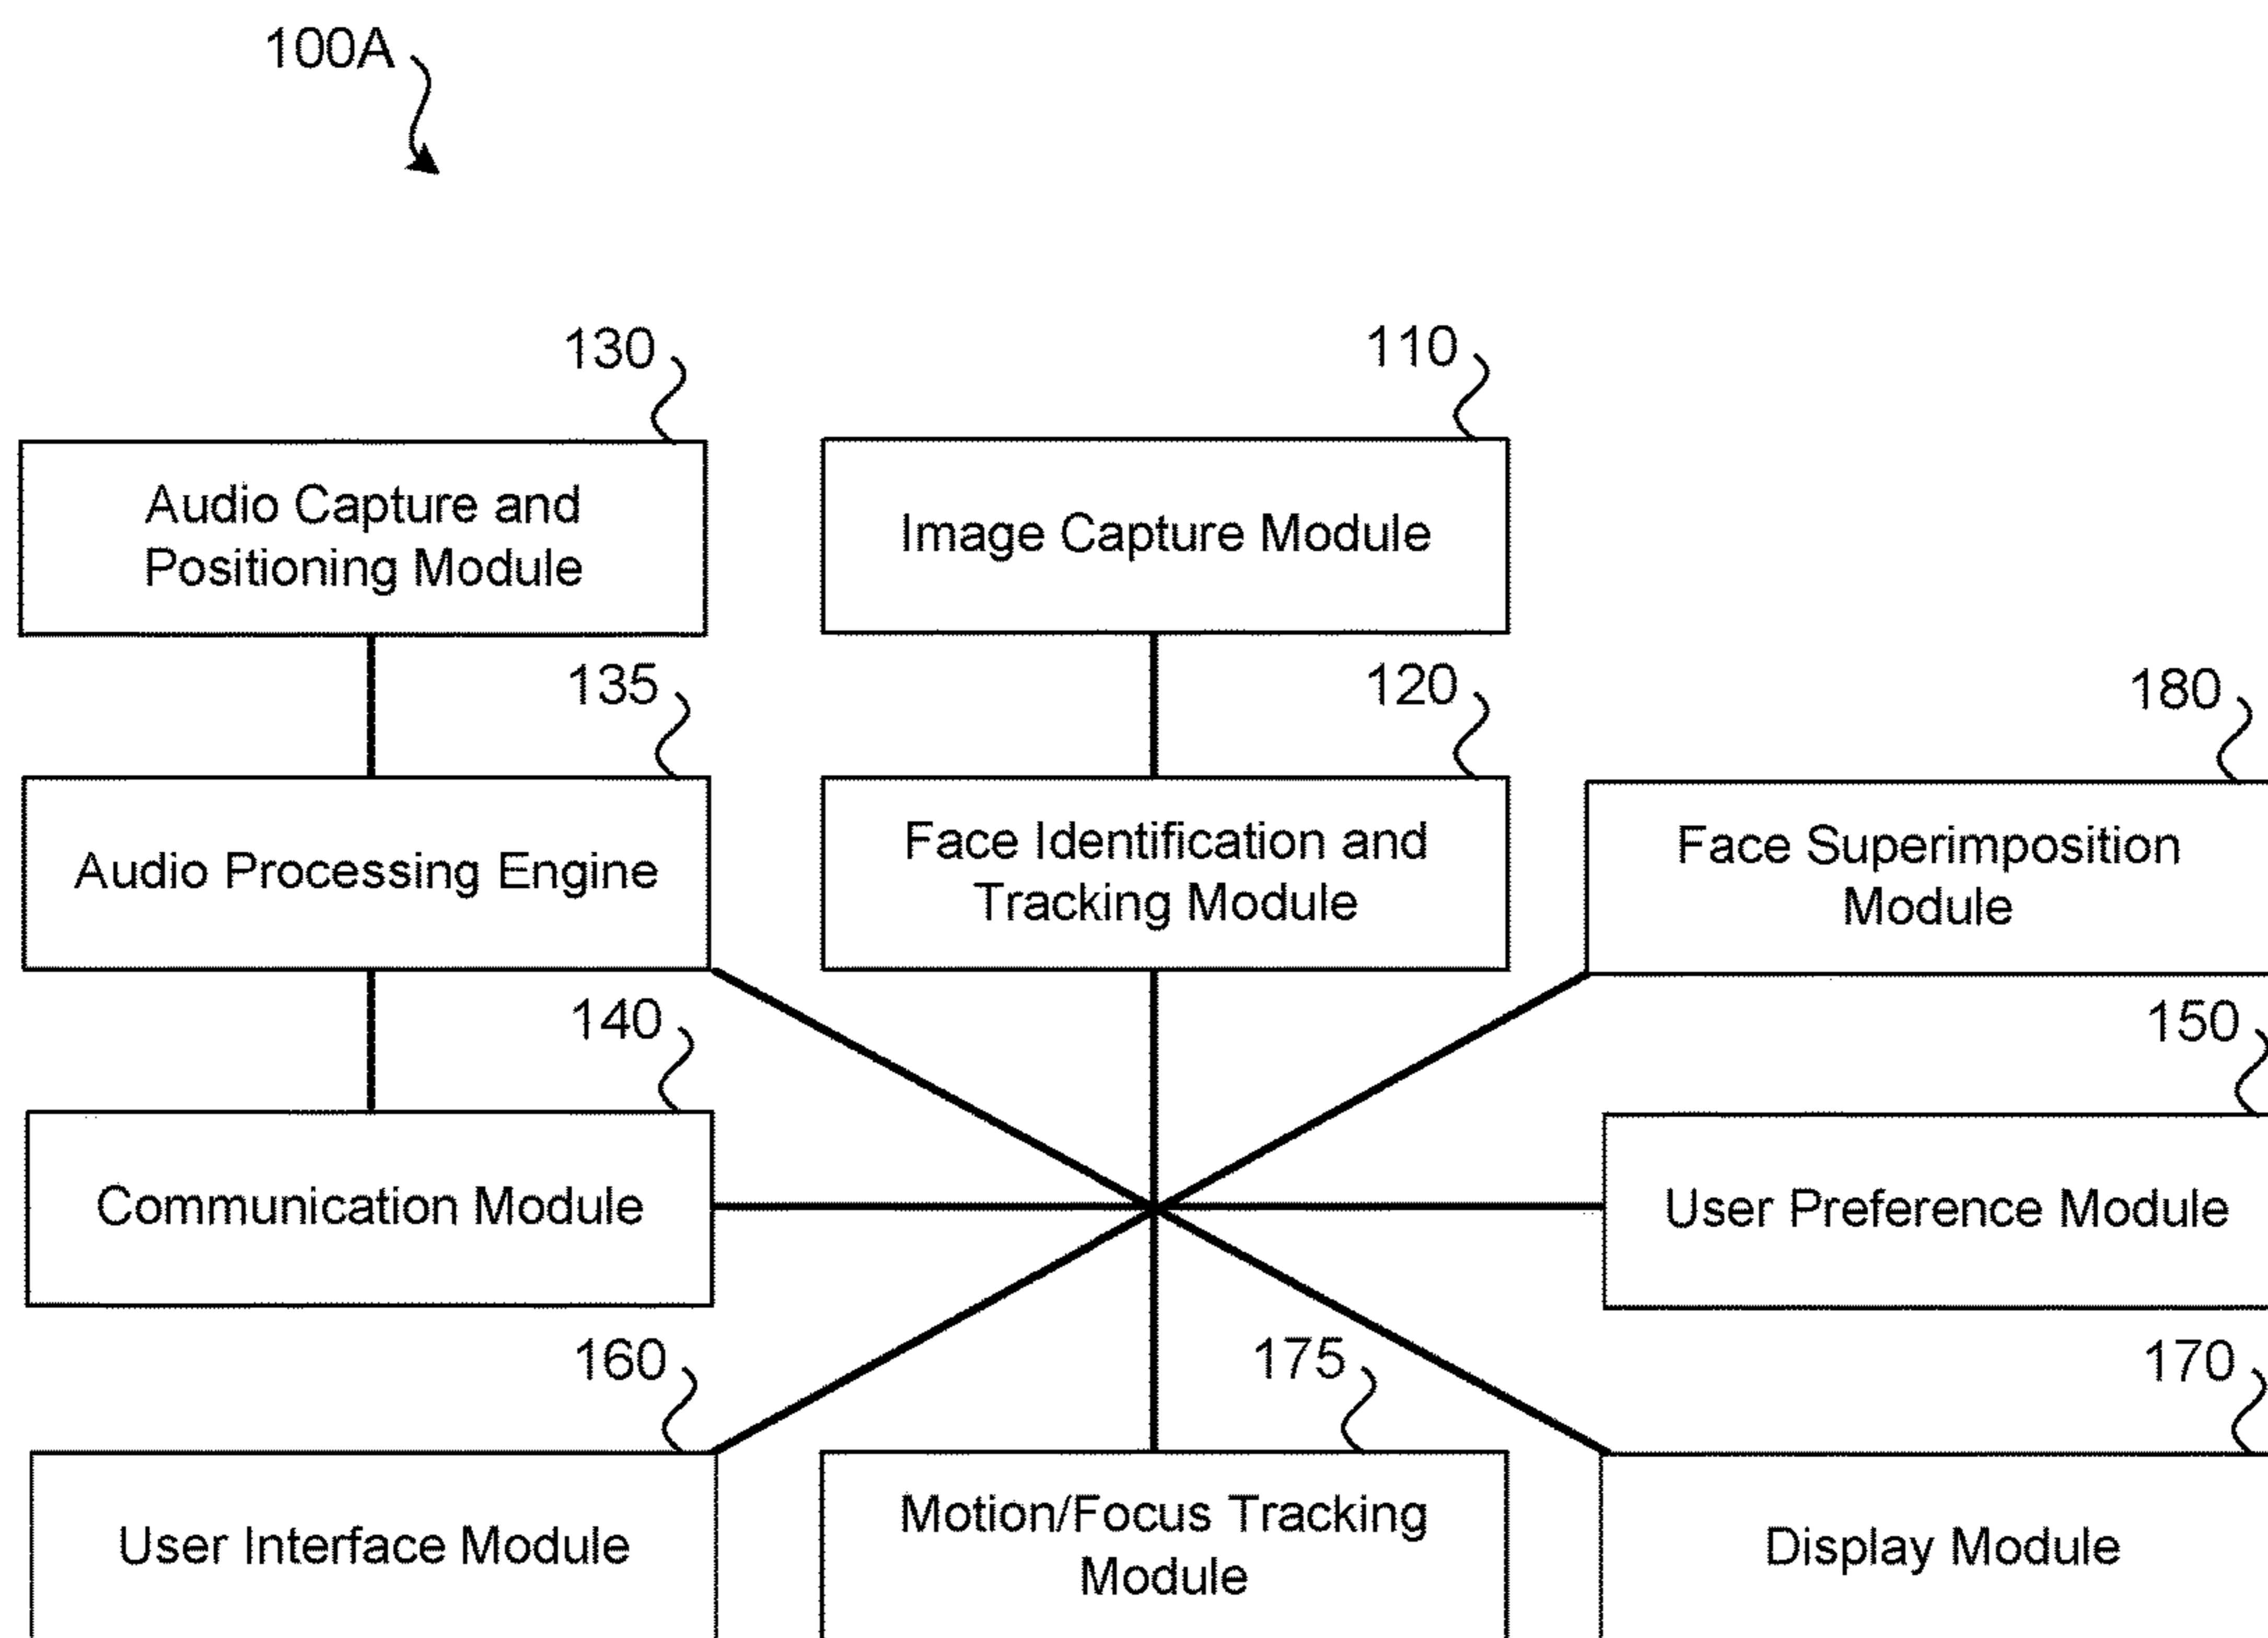 100A
130
110
Audio Capture and
Positioning Module
Image Capture Module
135
120
180
Audio Processing Engine
Face Identification and
Tracking Module
Face Superimposition
Module
140
150
Communication Module
User Preference Module
160
175
170
User Interface Module
Motion/Focus Tracking
Module
Display Module